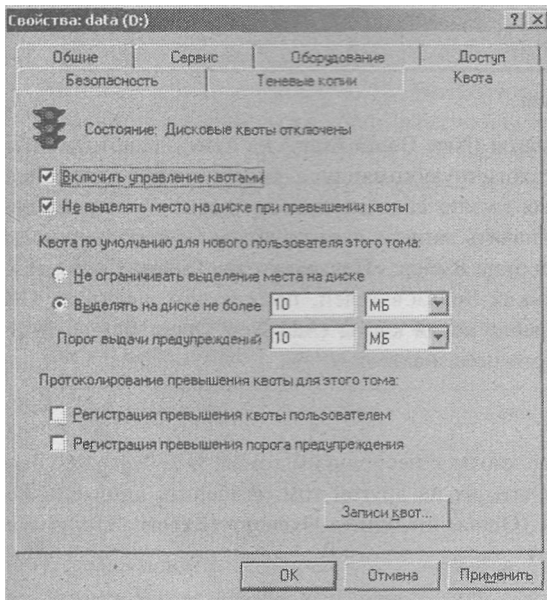 Свойства: data (D:)
Общие Сервис Оборудование Доступ
Безопасность Теневые копии Квота
Состояние: Дисковые квоты отключены
Включить управление квотами
Не выделять место на диске при превышении квоты
Квота по умолчанию для нового пользователя этого тома:
Не ограничивать выделение места на диске
Выделять на диске не более 10 МБ
Порог выдачи предупреждений 10 МБ
Протоколирование превышения квоты для этого тома:
Регистрация превышения квоты пользователем
Регистрация превышения порога предупреждения
Записи квот...
ОК Отмена Применить